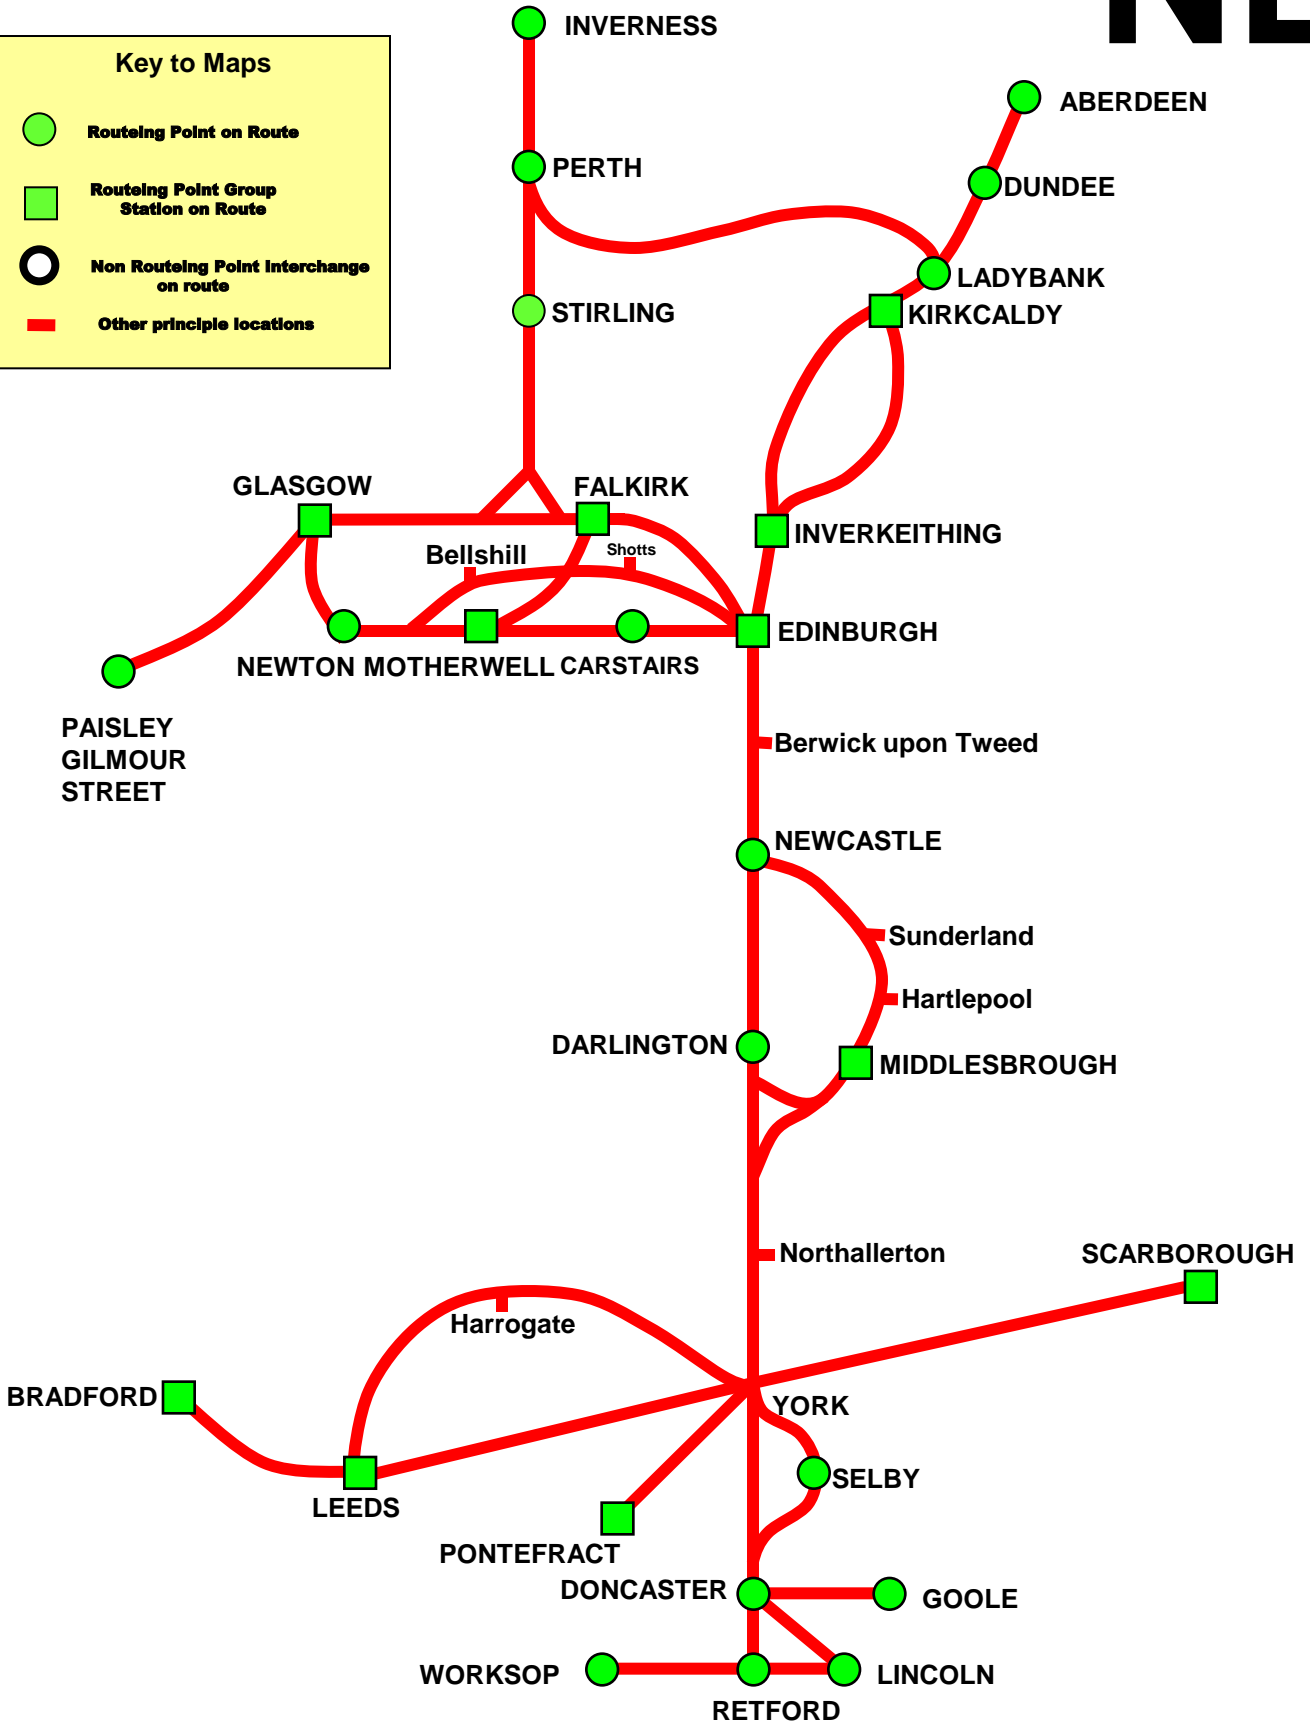 NE
INVERNESS
Key to Maps
Routeing Point on Route
Routeing Point Group
Station on Route
Non Routeing Point Interchange
on route
Other principle locations
ABERDEEN
PERTH
DUNDEE
LADYBANK
STIRLING
KIRKCALDY
GLASGOW
FALKIRK
Bellshill
Shotts
INVERKEITHING
EDINBURGH
NEWTON
MOTHERWELL
CARSTAIRS
PAISLEY
GILMOUR
STREET
Berwick upon Tweed
NEWCASTLE
Sunderland
Hartlepool
DARLINGTON
MIDDLESBROUGH
Northallerton
SCARBOROUGH
Harrogate
BRADFORD
YORK
SELBY
LEEDS
PONTEFRACT
DONCASTER
GOOLE
WORKSOP
LINCOLN
RETFORD